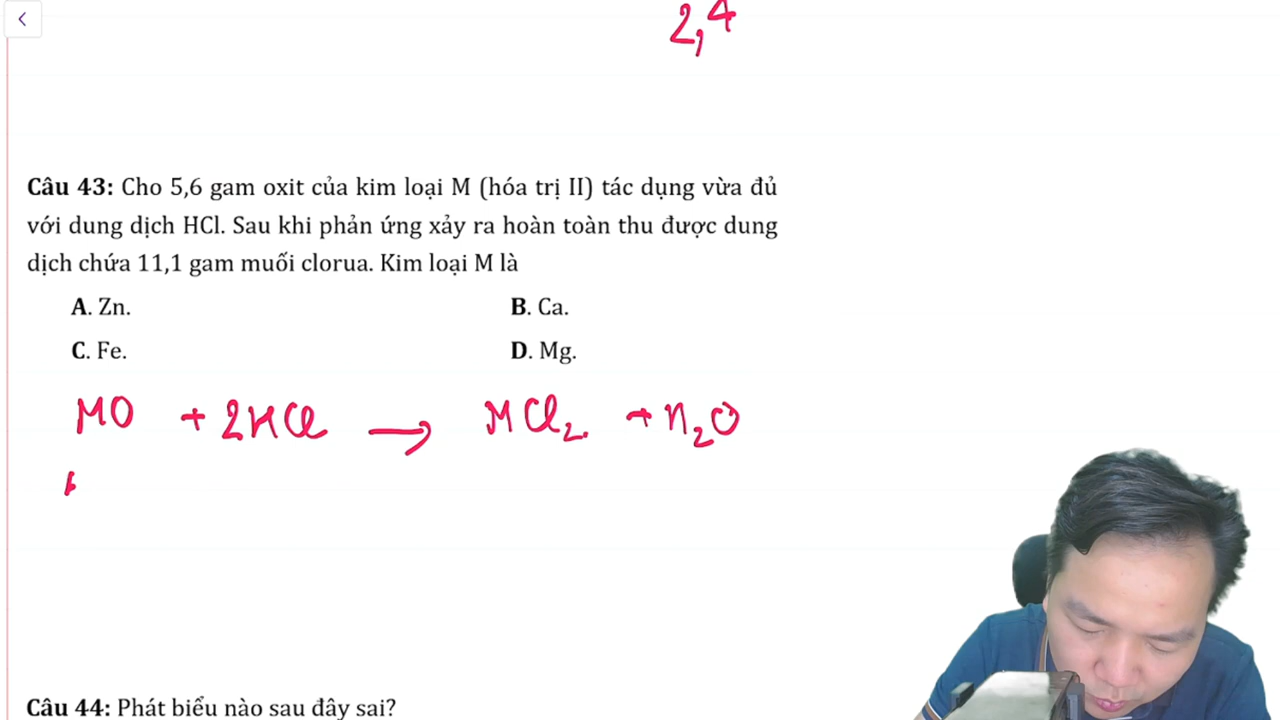 2,4
Câu 43: Cho 5,6 gam oxit của kim loại M (hóa trị II) tác dụng vừa đủ
với dung dịch HCl. Sau khi phản ứng xảy ra hoàn toàn thu được dung
dịch chứa 11,1 gam muối clorua. Kim loại M là
A. Zn. B. Ca.
C. Fe. D. Mg.
MO + 2HCl → MCl₂ + H₂O
Câu 44: Phát biểu nào sau đây sai?